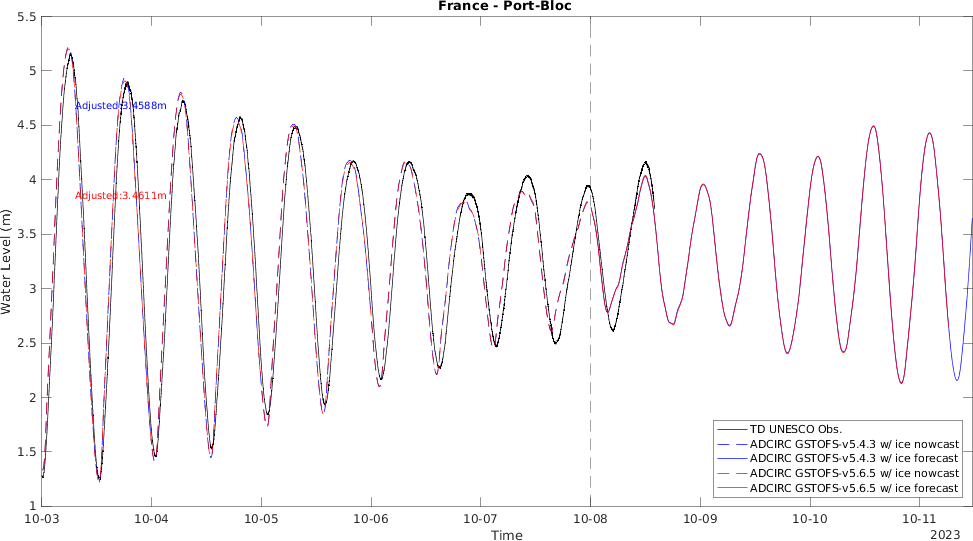 France - Port-Bloc
5.5
5
4.5
4
3.5
3
2.5
2
1.5
1
Water Level (m)
Adjusted:3.4588m
Adjusted:3.4611m
TD UNESCO Obs.
ADCIRC GSTOFS-v5.4.3 w/ ice nowcast
ADCIRC GSTOFS-v5.4.3 w/ ice forecast
ADCIRC GSTOFS-v5.6.5 w/ ice nowcast
ADCIRC GSTOFS-v5.6.5 w/ ice forecast
10-03 10-04 10-05 10-06 10-07 10-08 10-09 10-10 10-11
Time
2023